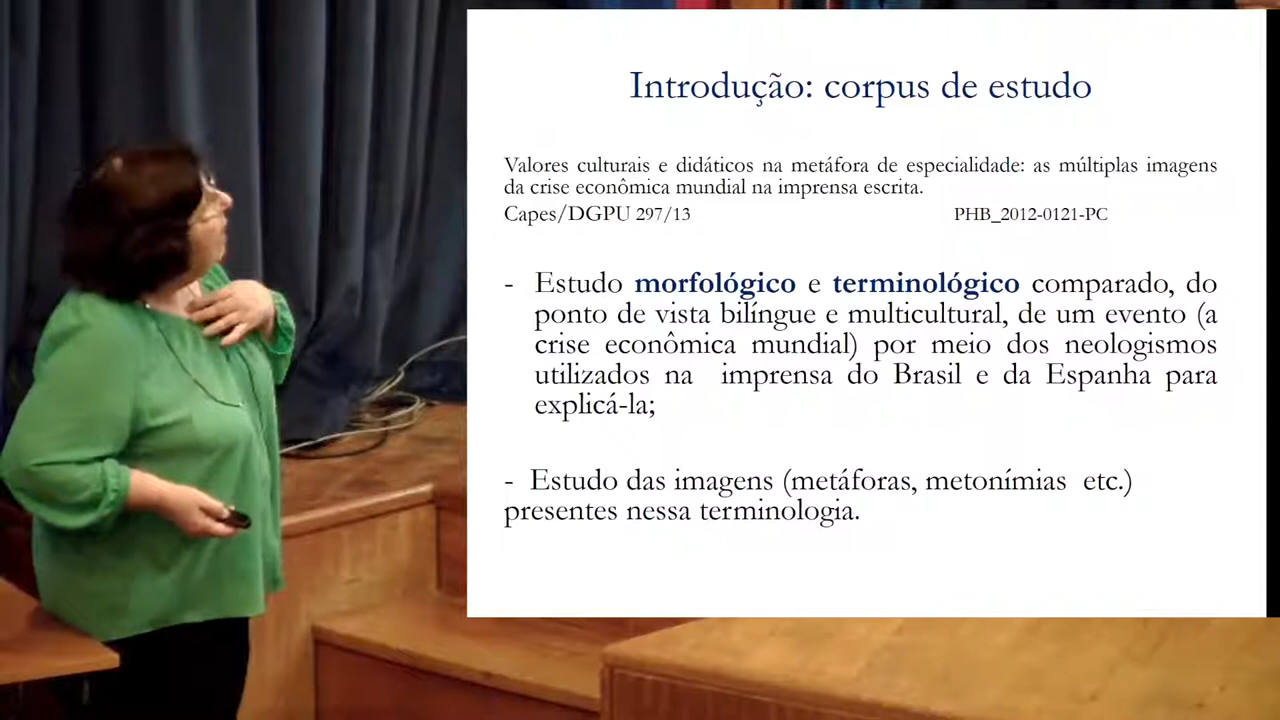 Introdução: corpus de estudo
Valores culturais e didáticos na metáfora de especialidade: as múltiplas imagens
da crise econômica mundial na imprensa escrita.
Capes/DGPU 297/13 PHB_2012-0121-PC
- Estudo morfológico e terminológico comparado, do
ponto de vista bilíngue e multicultural, de um evento (a
crise econômica mundial) por meio dos neologismos
utilizados na imprensa do Brasil e da Espanha para
explicá-la;
- Estudo das imagens (metáforas, metonímias etc.)
presentes nessa terminologia.